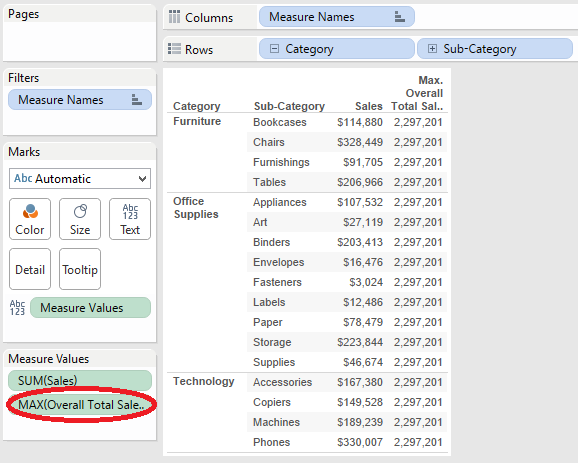 Pages
Columns Measure Names
Rows Category Sub-Category
Filters
Measure Names
Marks
Abc Automatic
Color Size Abc 123 Text
Detail Tooltip
Abc 123 Measure Values
Measure Values
SUM(Sales)
MAX(Overall Total Sale..
Category Sub-Category Sales Max. Overall Total Sal..
Furniture Bookcases $114,880 2,297,201
Chairs $328,449 2,297,201
Furnishings $91,705 2,297,201
Tables $206,966 2,297,201
Office Supplies Appliances $107,532 2,297,201
Art $27,119 2,297,201
Binders $203,413 2,297,201
Envelopes $16,476 2,297,201
Fasteners $3,024 2,297,201
Labels $12,486 2,297,201
Paper $78,479 2,297,201
Storage $223,844 2,297,201
Supplies $46,674 2,297,201
Technology Accessories $167,380 2,297,201
Copiers $149,528 2,297,201
Machines $189,239 2,297,201
Phones $330,007 2,297,201